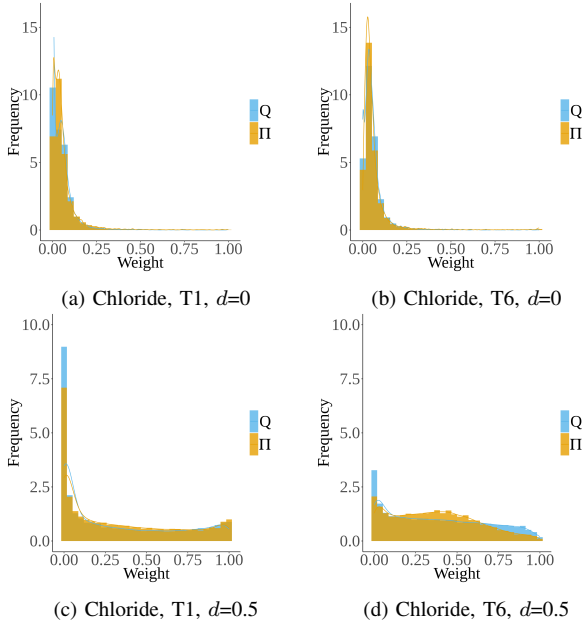 15
10
5
0
Frequency
0.00 0.25 0.50 0.75 1.00
Weight
Q
Π
(a) Chloride, T1, d=0
15
10
5
0
Frequency
0.00 0.25 0.50 0.75 1.00
Weight
Q
Π
(b) Chloride, T6, d=0
10.0
7.5
5.0
2.5
0.0
Frequency
0.00 0.25 0.50 0.75 1.00
Weight
Q
Π
(c) Chloride, T1, d=0.5
10.0
7.5
5.0
2.5
0.0
Frequency
0.00 0.25 0.50 0.75 1.00
Weight
Q
Π
(d) Chloride, T6, d=0.5